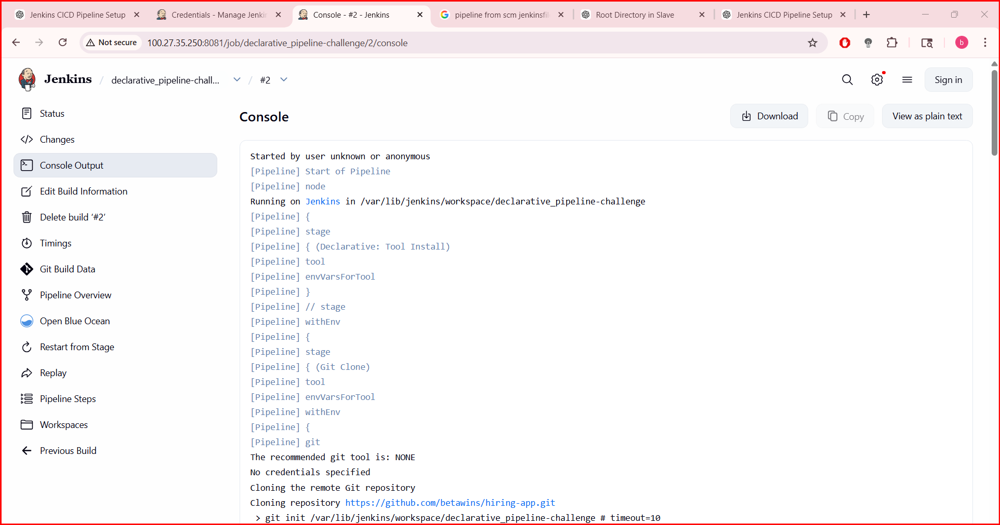 Jenkins CICD Pipeline Setup
Credentials - Manage Jenkin
Console - #2 - Jenkins
pipeline from scm jenkinsfil
Root Directory in Slave
Jenkins CICD Pipeline Setup
Not secure
100.27.35.250:8081/job/declarative_pipeline-challenge/2/console
b
Jenkins / declarative_pipeline-chall... / #2
Sign in
Status
Changes
Console Output
Edit Build Information
Delete build ‘#2’
Timings
Git Build Data
Pipeline Overview
Open Blue Ocean
Restart from Stage
Replay
Pipeline Steps
Workspaces
Previous Build
Console
Download
Copy
View as plain text
Started by user unknown or anonymous
[Pipeline] Start of Pipeline
[Pipeline] node
Running on Jenkins in /var/lib/jenkins/workspace/declarative_pipeline-challenge
[Pipeline] {
[Pipeline] stage
[Pipeline] { (Declarative: Tool Install)
[Pipeline] tool
[Pipeline] envVarsForTool
[Pipeline] }
[Pipeline] // stage
[Pipeline] withEnv
[Pipeline] {
[Pipeline] stage
[Pipeline] { (Git Clone)
[Pipeline] tool
[Pipeline] envVarsForTool
[Pipeline] withEnv
[Pipeline] {
[Pipeline] git
The recommended git tool is: NONE
No credentials specified
Cloning the remote Git repository
Cloning repository https://github.com/betawins/hiring-app.git
> git init /var/lib/jenkins/workspace/declarative_pipeline-challenge # timeout=10